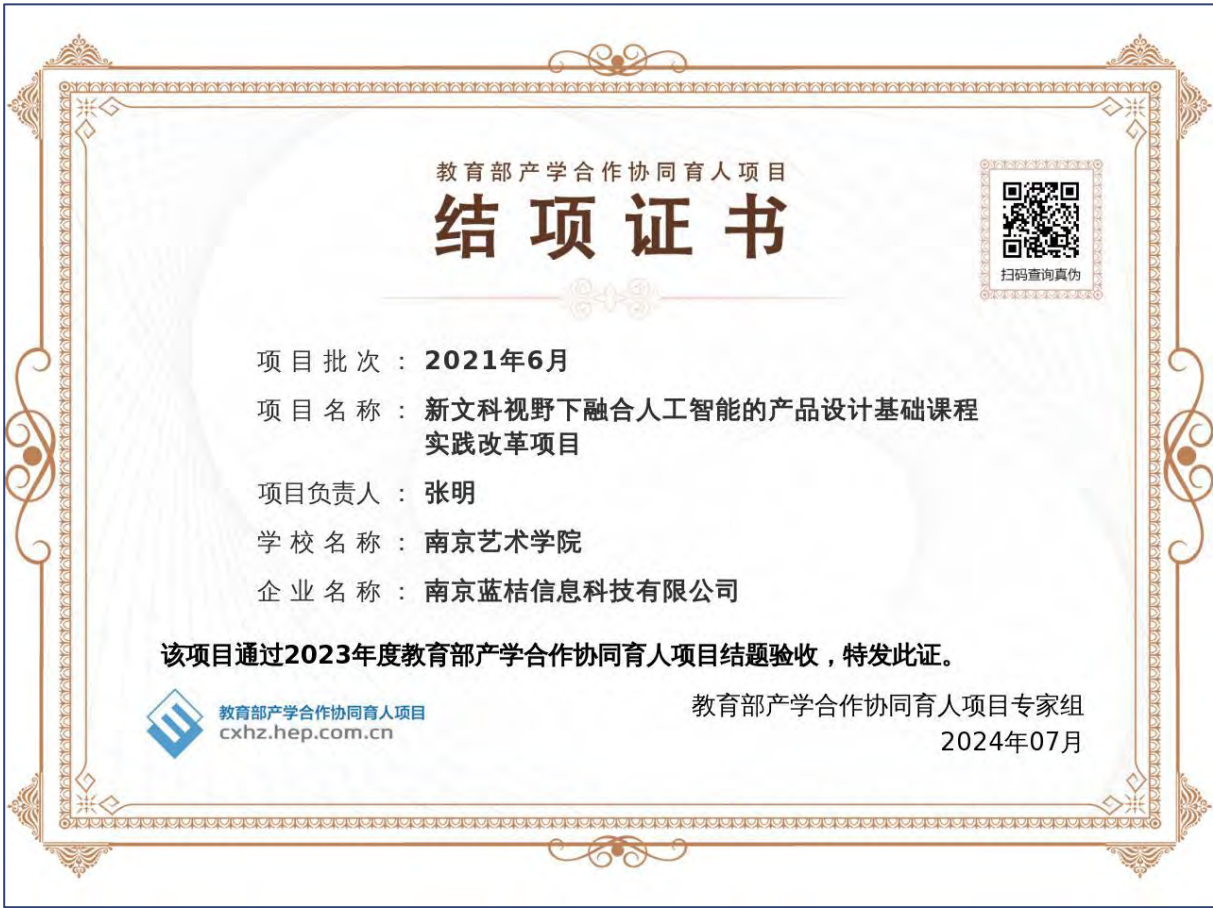 教育部产学合作协同育人项目
结项证书
扫码查询真伪
项目批次：2021年6月
项目名称：新文科视野下融合人工智能的产品设计基础课程
实践改革项目
项目负责人：张明
学校名称：南京艺术学院
企业名称：南京蓝桔信息科技有限公司
该项目通过2023年度教育部产学合作协同育人项目结题验收，特发此证。
教育部产学合作协同育人项目
cxhz.hep.com.cn
教育部产学合作协同育人项目专家组
2024年07月